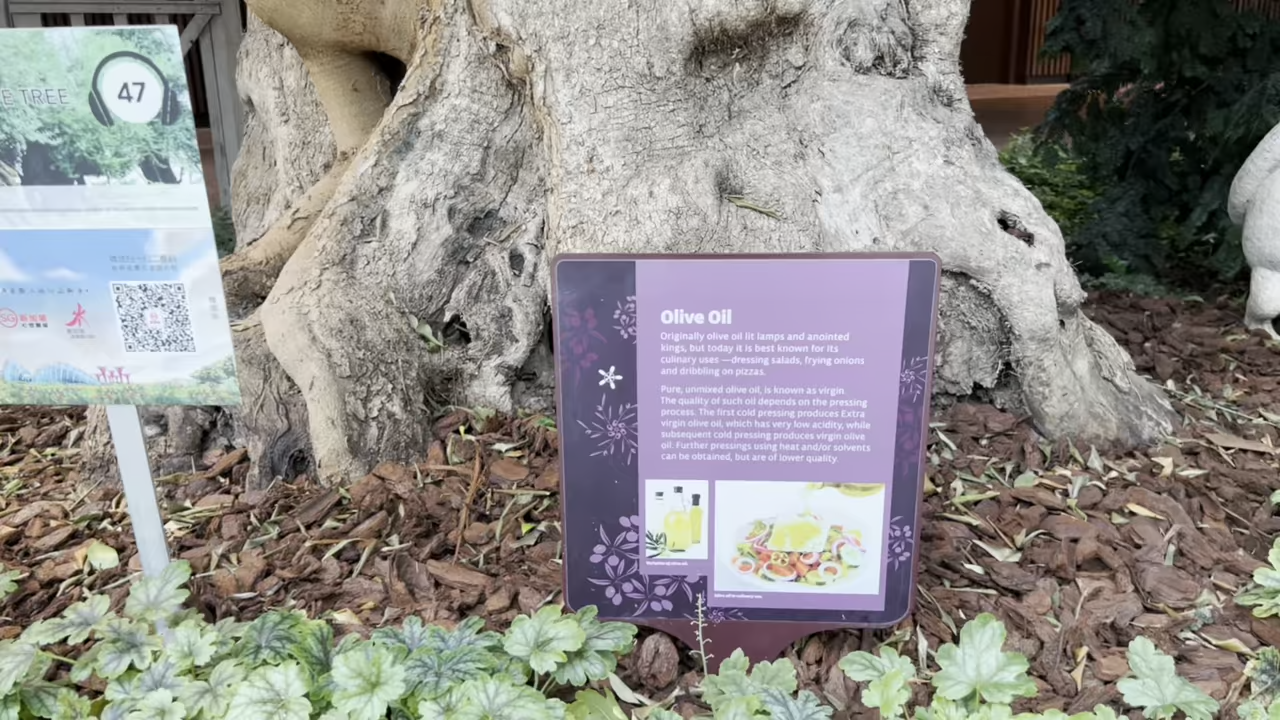 E TREE
47
Olive Oil
Originally olive oil lit lamps and anointed
kings, but today it is best known for its
culinary uses —dressing salads, frying onions
and dribbling on pizzas.
Pure, unmixed olive oil, is known as virgin.
The quality of such oil depends on the pressing
process. The first cold pressing produces Extra
virgin olive oil, which has very low acidity, while
subsequent cold pressing produces virgin olive
oil. Further pressings using heat and/or solvents
can be obtained, but are of lower quality.